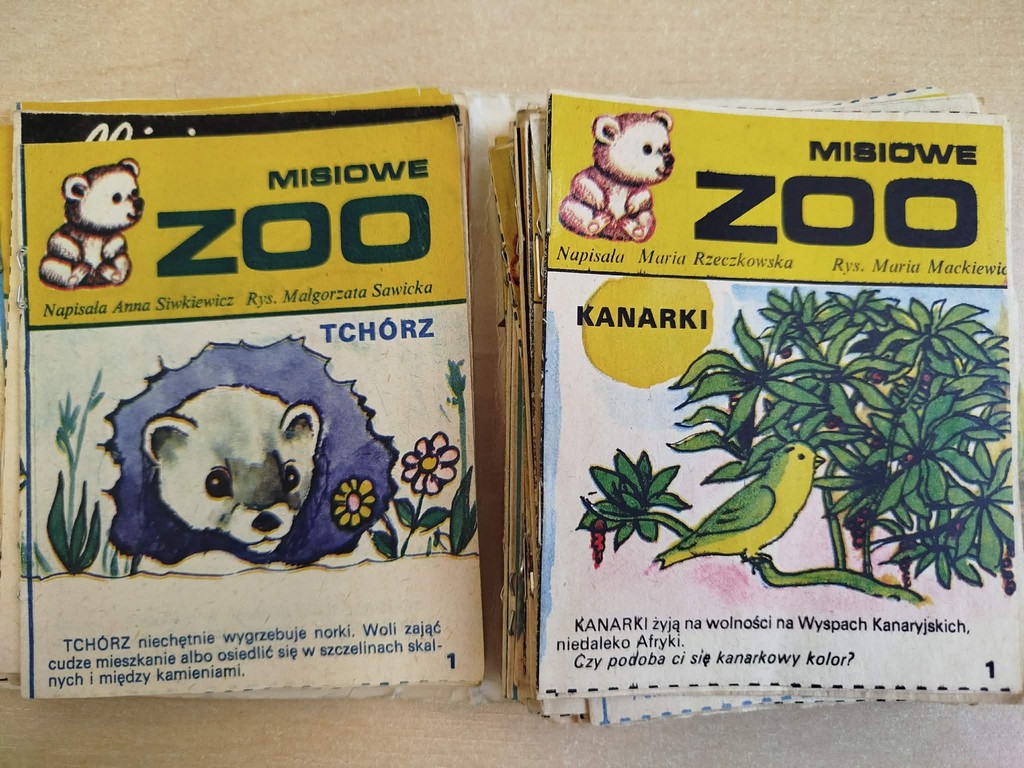 MISIOWE
ZOO
Napisała Anna Siwkiewicz Rys. Małgorzata Sawicka
TCHÓRZ
TCHÓRZ niechętnie wygrzebuje norki. Woli zająć
cudze mieszkanie albo osiedlić się w szczelinach skal-
nych i między kamieniami.
1
MISIOWE
ZOO
Napisała Maria Rzeczkowska Rys. Maria Mackiewic
KANARKI
KANARKI żyją na wolności na Wyspach Kanaryjskich,
niedaleko Afryki.
Czy podoba ci się kanarkowy kolor?
1